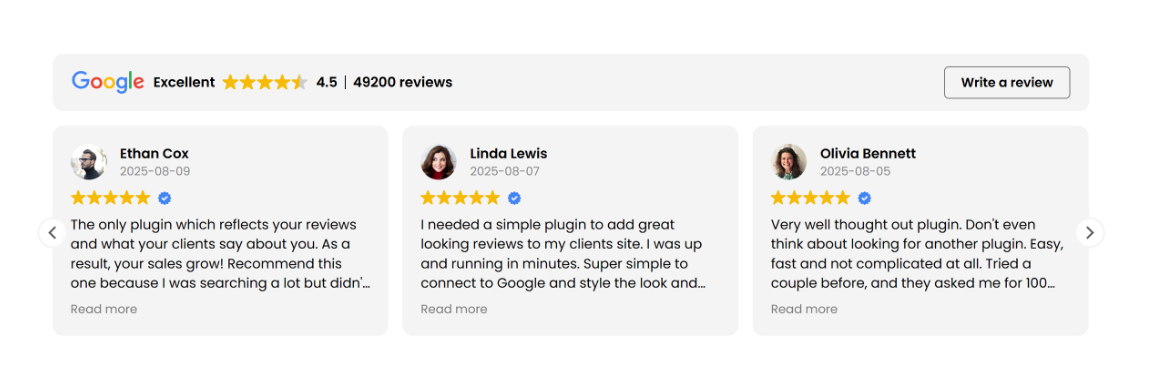 Google Excellent 4.5 | 49200 reviews Write a review
Ethan Cox
2025-08-09
The only plugin which reflects your reviews
and what your clients say about you. As a
result, your sales grow! Recommend this
one because I was searching a lot but didn'...
Read more
Linda Lewis
2025-08-07
I needed a simple plugin to add great
looking reviews to my clients site. I was up
and running in minutes. Super simple to
connect to Google and style the look and...
Read more
Olivia Bennett
2025-08-05
Very well thought out plugin. Don't even
think about looking for another plugin. Easy,
fast and not complicated at all. Tried a
couple before, and they asked me for 100...
Read more